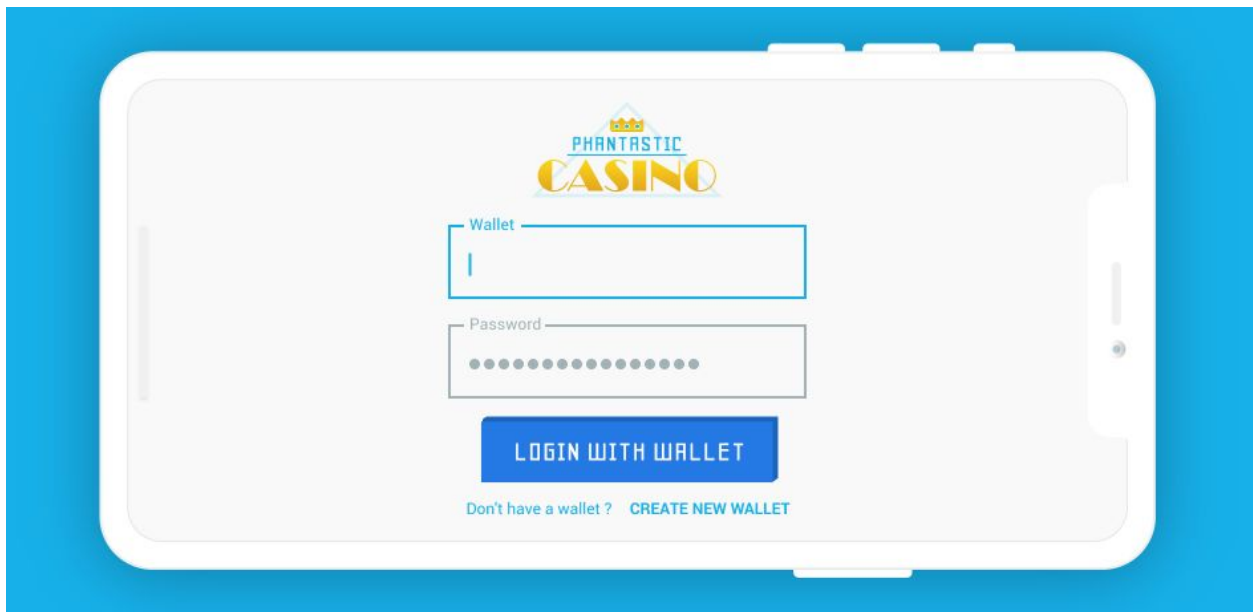 PHANTASTIC
CASINO
Wallet
Password
LOGIN WITH WALLET
Don't have a wallet ? CREATE NEW WALLET